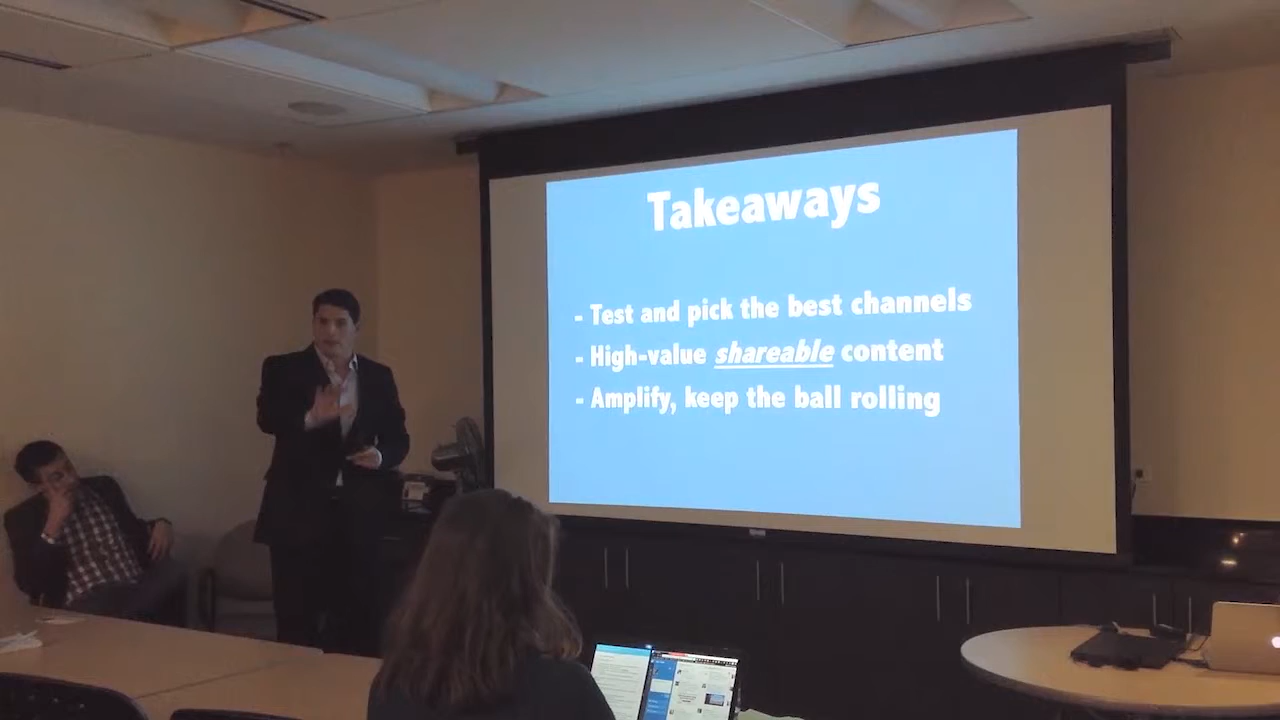 Takeaways
- Test and pick the best channels
- High-value shareable content
- Amplify, keep the ball rolling